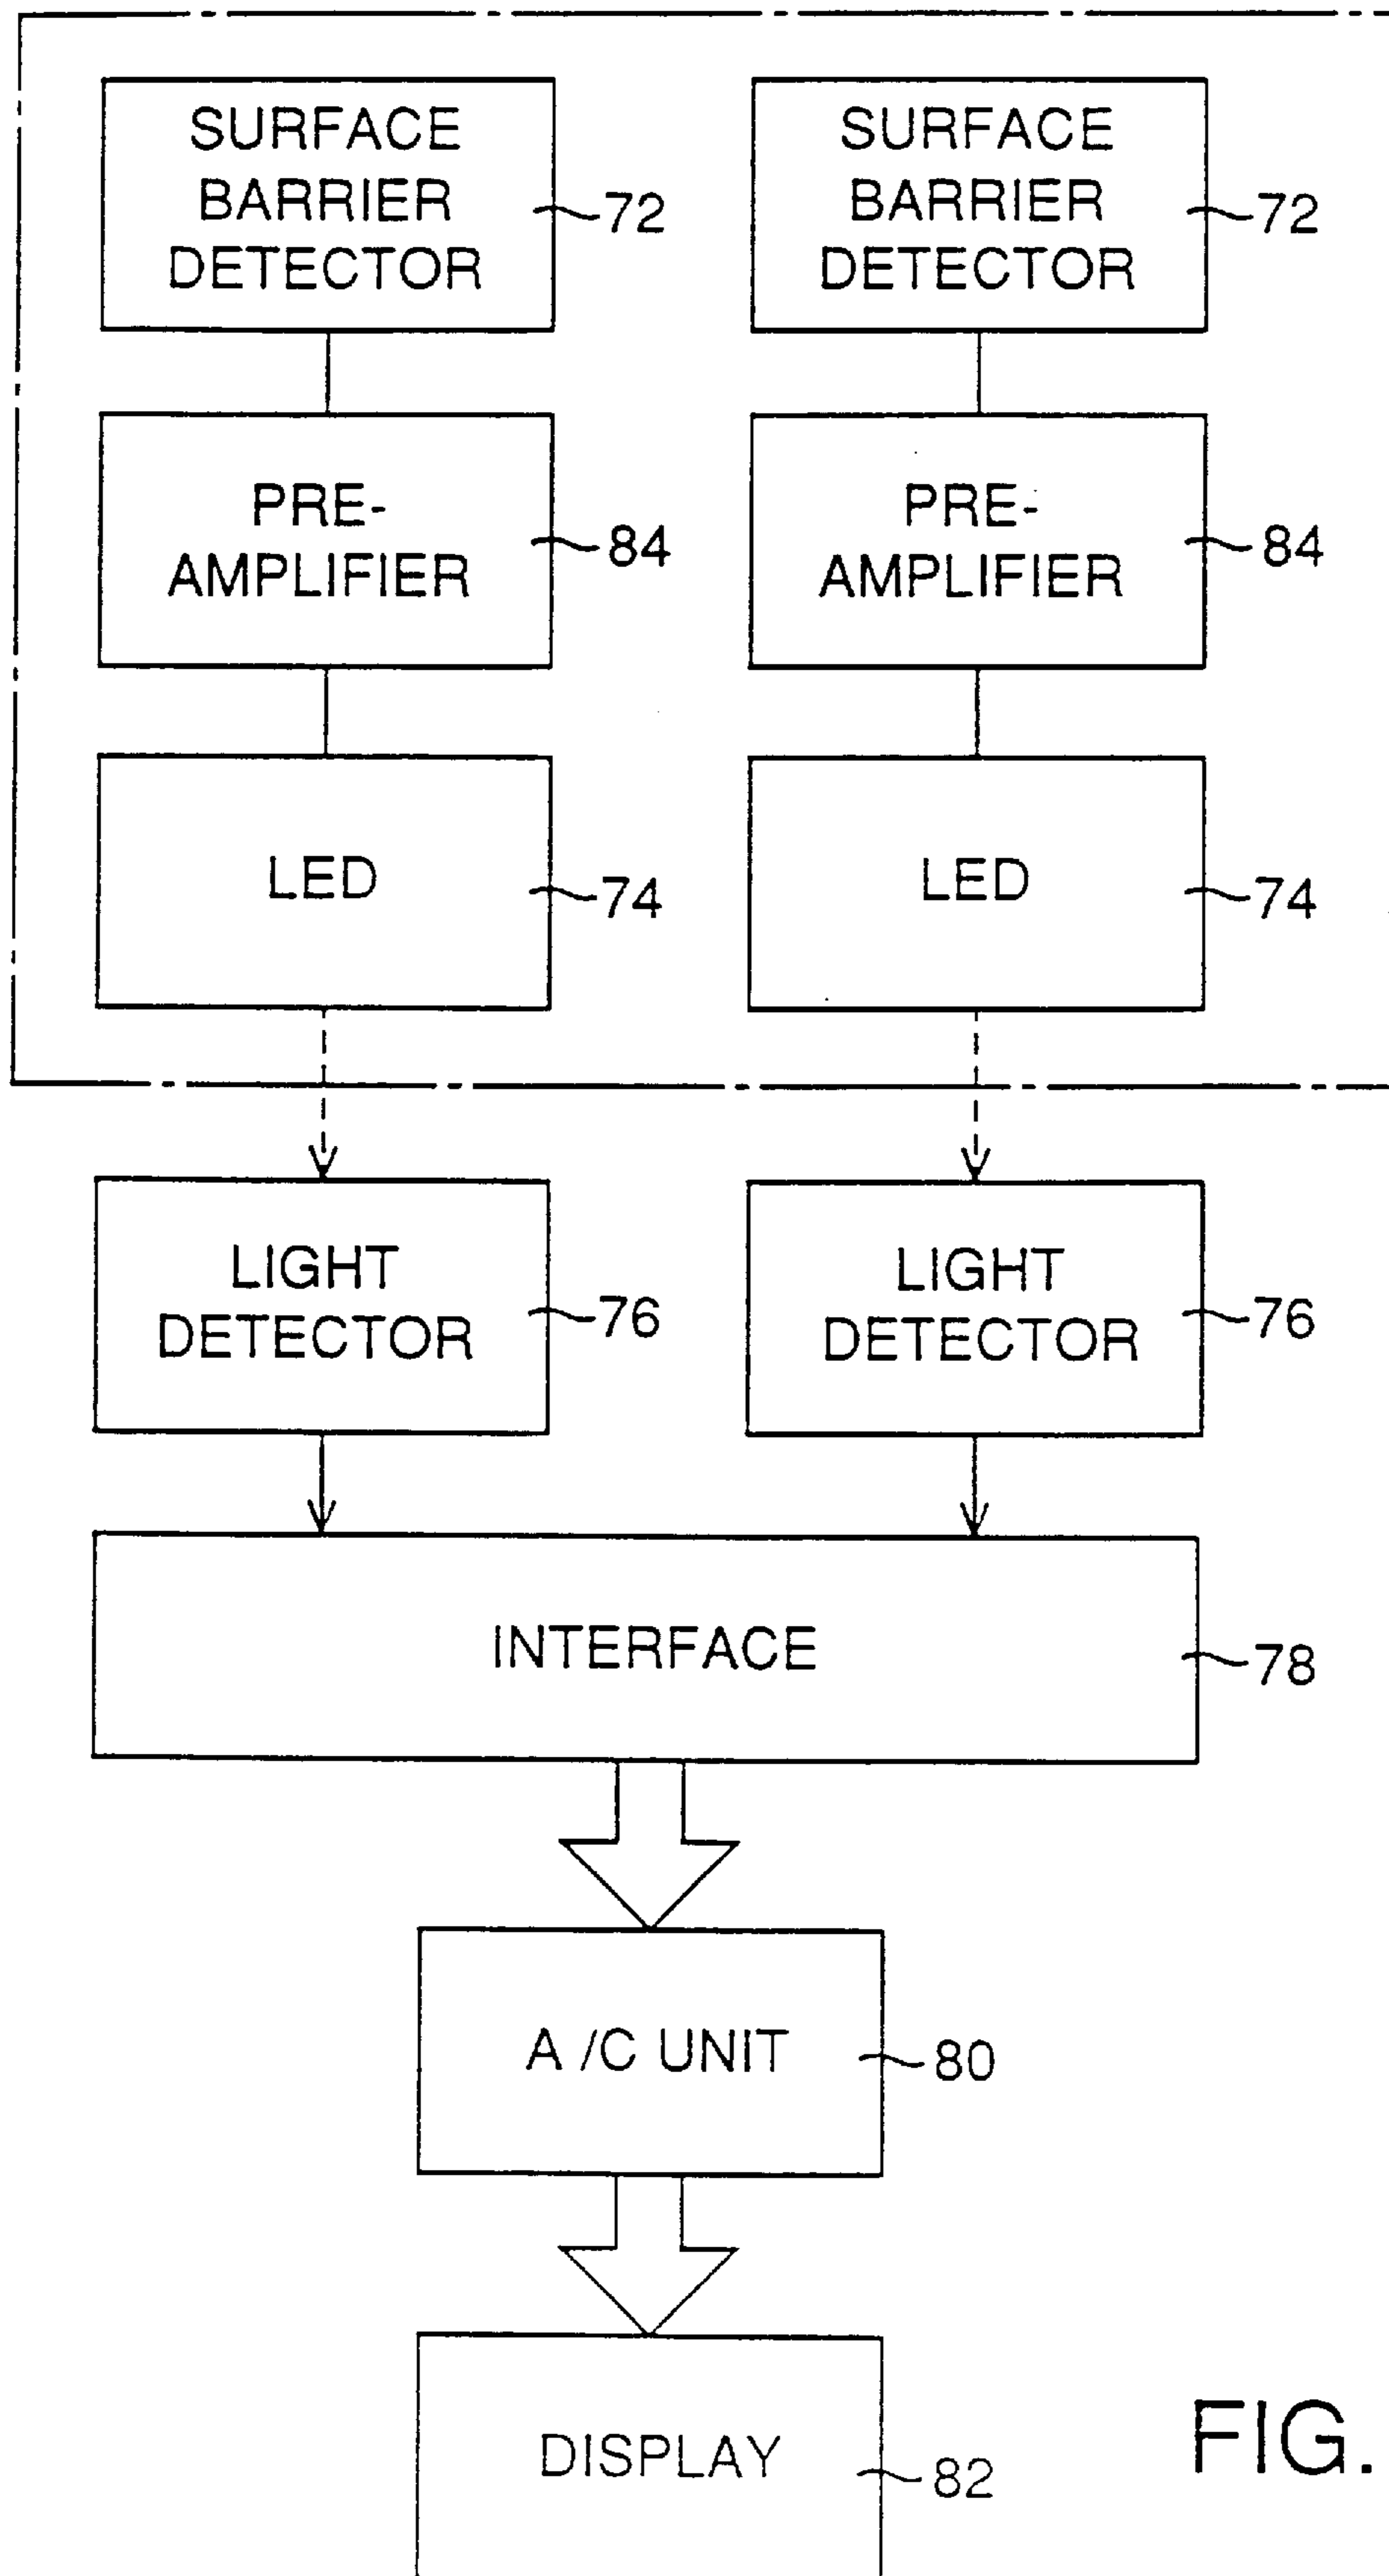 SURFACE
BARRIER
DETECTOR
72
SURFACE
BARRIER
DETECTOR
72
PRE-
AMPLIFIER
84
PRE-
AMPLIFIER
84
LED
74
LED
74
LIGHT
DETECTOR
76
LIGHT
DETECTOR
76
INTERFACE
78
A /C UNIT
80
DISPLAY
82
FIG.